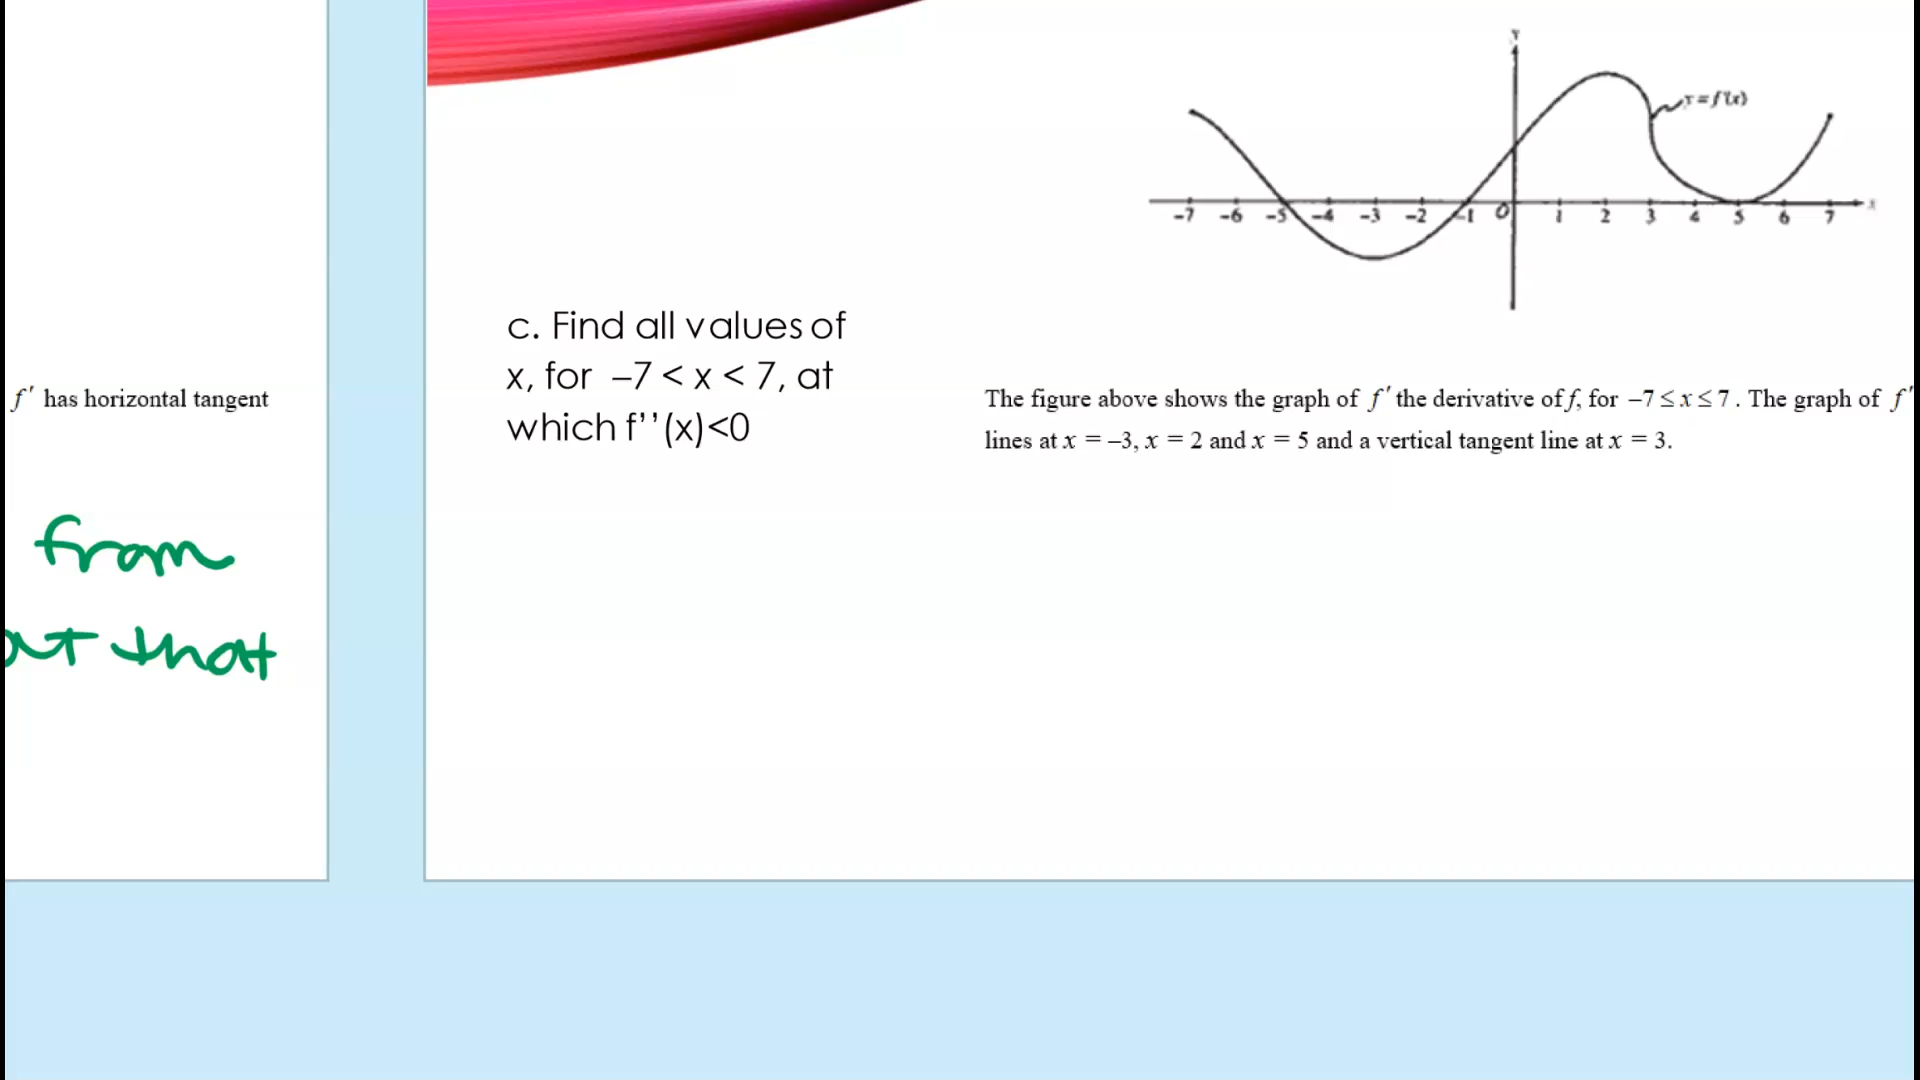 f′ has horizontal tangent
from
out that
Y
y = f'(x)
-7 -6 -5 -4 -3 -2 -1 O 1 2 3 4 5 6 7 x
c. Find all values of
x, for –7 < x < 7, at
which f’’(x)<0
The figure above shows the graph of f′ the derivative of f, for −7 ≤ x ≤ 7. The graph of f′
lines at x = –3, x = 2 and x = 5 and a vertical tangent line at x = 3.